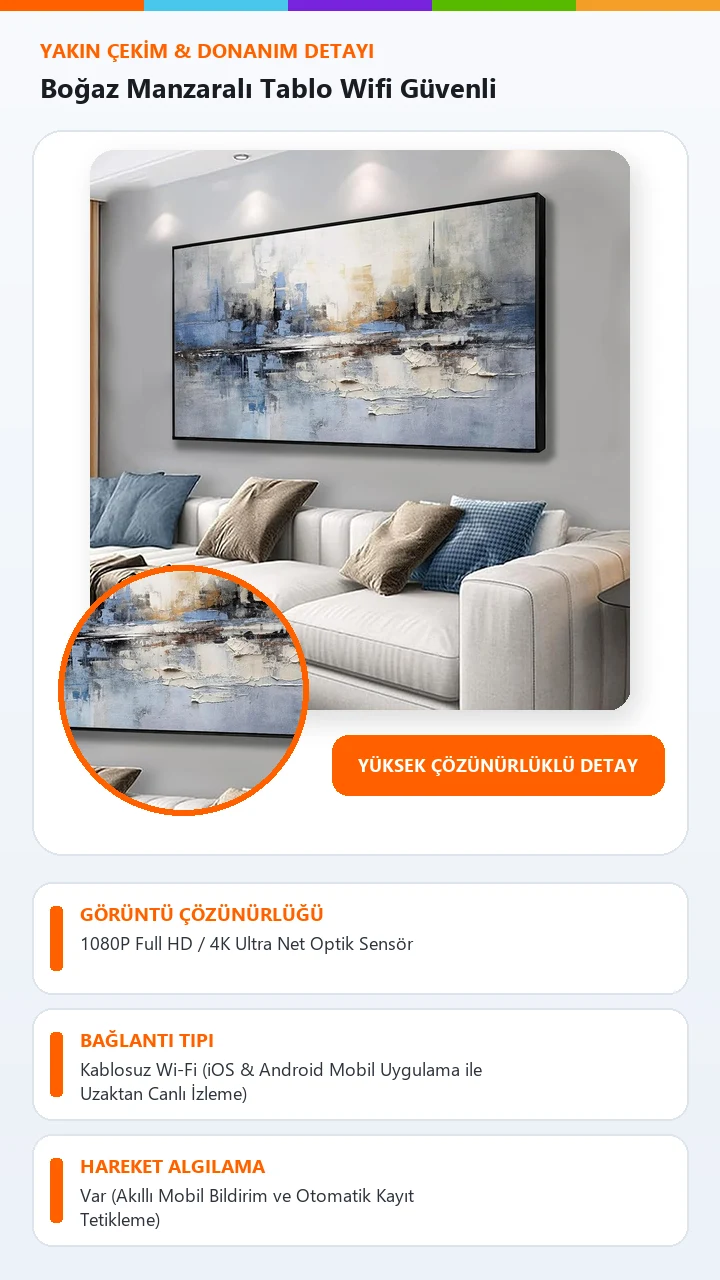 YAKIN ÇEKİM & DONANIM DETAYI
Boğaz Manzaralı Tablo Wifi Güvenli
YÜKSEK ÇÖZÜNÜRLÜKLÜ DETAY
GÖRÜNTÜ ÇÖZÜNÜRLÜĞÜ
1080P Full HD / 4K Ultra Net Optik Sensör
BAĞLANTI TIPI
Kablosuz Wi-Fi (iOS & Android Mobil Uygulama ile
Uzaktan Canlı İzleme)
HAREKET ALGILAMA
Var (Akıllı Mobil Bildirim ve Otomatik Kayıt
Tetikleme)